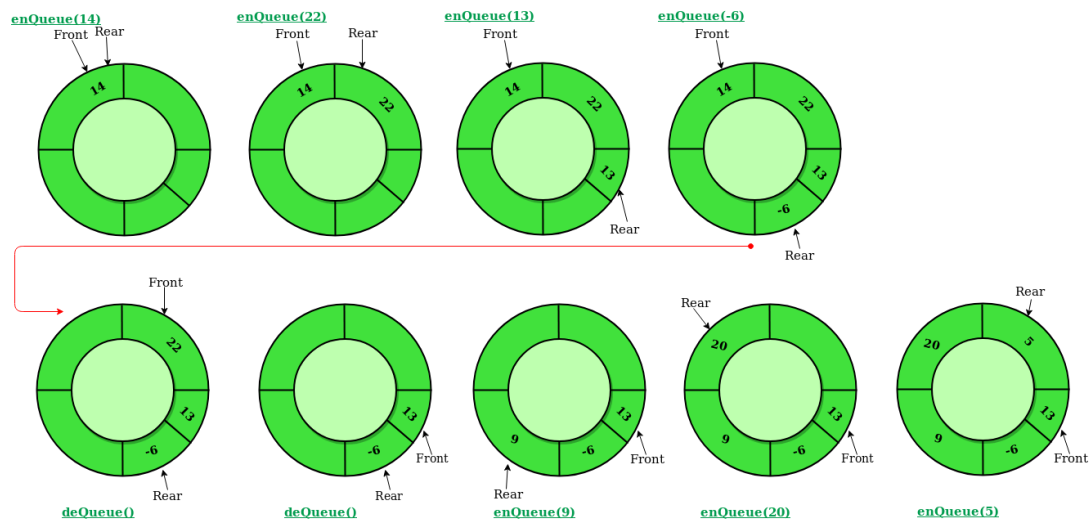 enQueue(14)
Front
Rear
14
enQueue(22)
Front
Rear
14
22
enQueue(13)
Front
14
22
13
Rear
enQueue(-6)
Front
14
22
13
-6
Rear
Front
22
13
-6
Rear
deQueue()
13
-6
Front
Rear
deQueue()
13
9
-6
Front
Rear
enQueue(9)
Rear
20
13
9
-6
Front
enQueue(20)
Rear
20
5
13
9
-6
Front
enQueue(5)